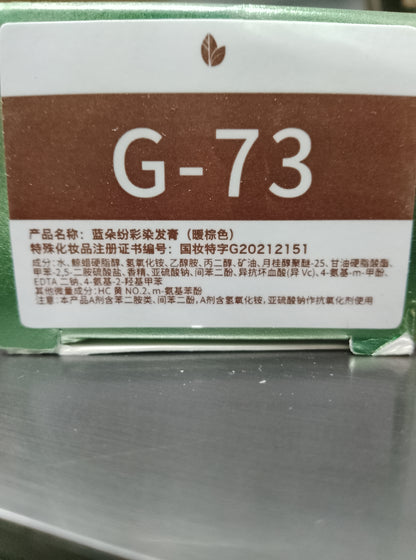 G-73
产品名称：蓝朵纷彩染发膏（暖棕色）
特殊化妆品注册证书编号：国妆特字G20212151
成分：水、鲸蜡硬脂醇、氢氧化铵、乙醇胺、丙二醇、矿油、月桂醇聚醚-25、甘油硬脂酸酯、
甲苯-2,5-二胺硫酸盐、香精、亚硫酸钠、间苯二酚、异抗坏血酸(异Vc)、4-氨基-m-甲酚、
EDTA 二钠、4-氨基-2-羟基甲苯
其他微量成分：HC 黄 NO.2、m-氨基苯酚
注意：本产品A剂含苯二胺类、间苯二酚，A剂含氢氧化铵，亚硫酸钠作抗氧化剂使用